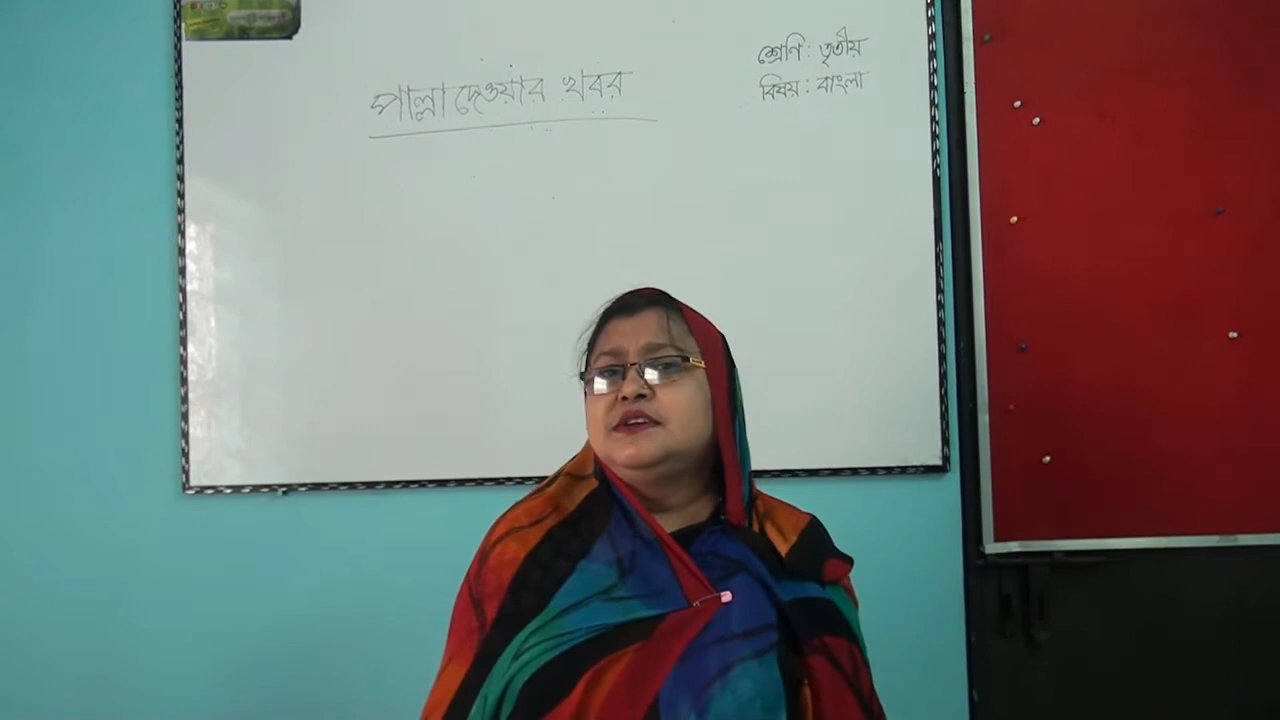 পাল্লা দেওয়ার খবর
শ্রেণি : তৃতীয়
বিষয় : বাংলা